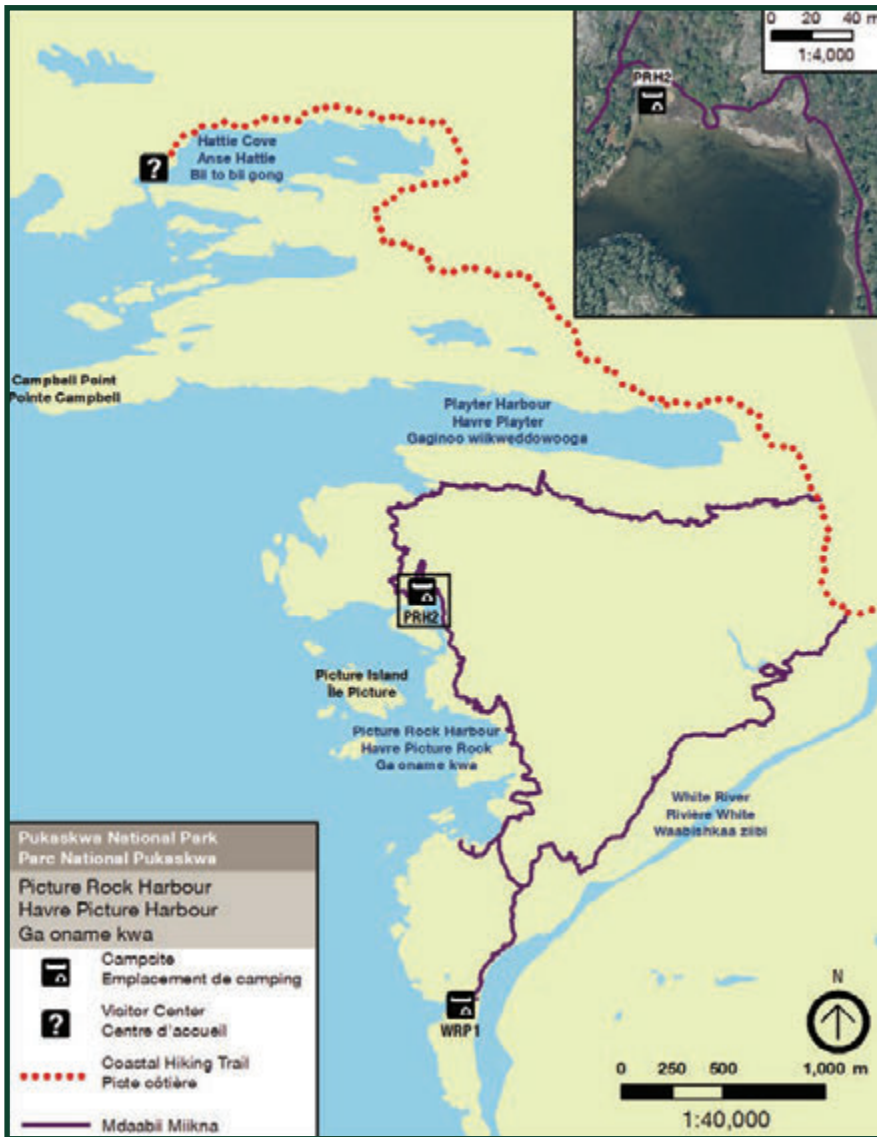 0 20 40 m
1:4,000
PRH2
Hattie Cove
Anse Hattie
Bii to bii gong
?
Campbell Point
Pointe Campbell
Playter Harbour
Havre Playter
Gaginoo wiikweddowooga
PRH2
Picture Island
Île Picture
Picture Rock Harbour
Havre Picture Rock
Ga oname kwa
White River
Rivière White
Waabishkaa ziibi
WRP1
Pukaskwa National Park
Parc National Pukaskwa
Picture Rock Harbour
Havre Picture Harbour
Ga oname kwa
Campsite
Emplacement de camping
?
Visitor Center
Centre d'accueil
Coastal Hiking Trail
Picte côtière
Mdaabii Miikna
N
0 250 500 1,000 m
1:40,000